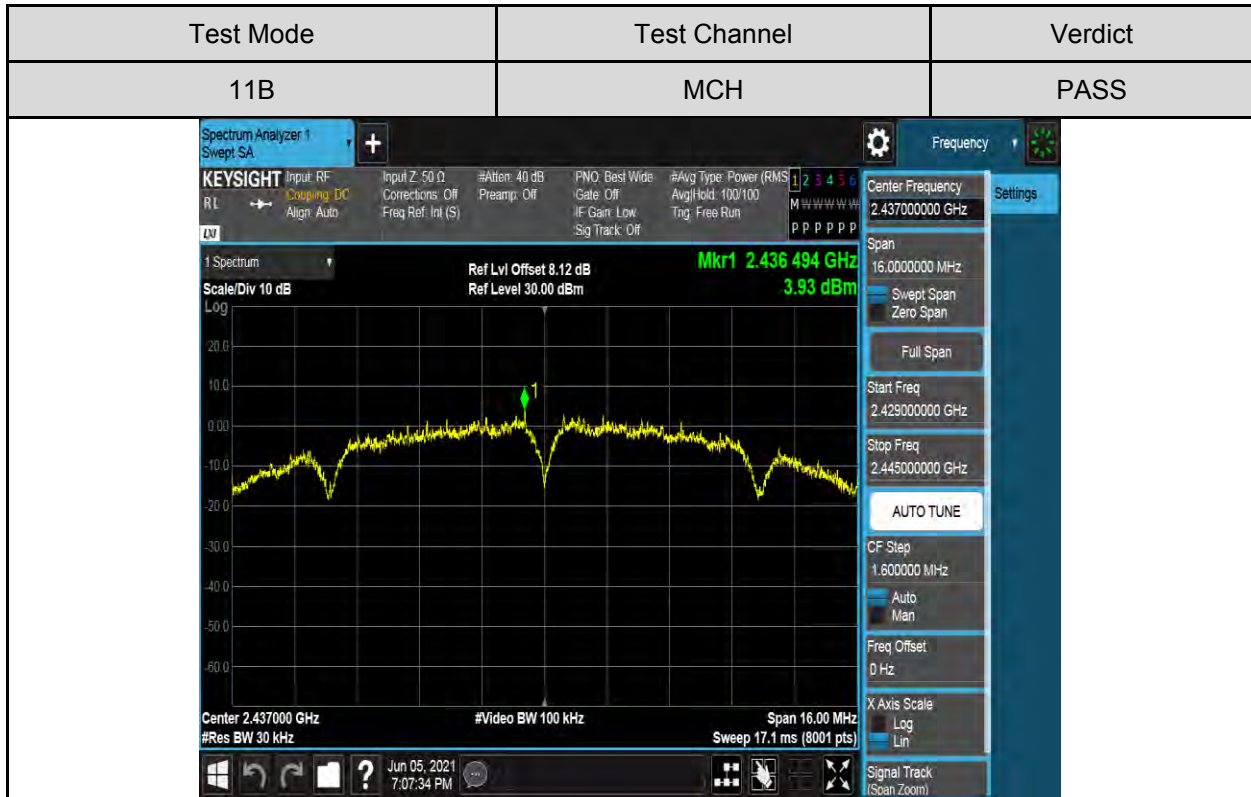 Test Mode Test Channel Verdict
11B MCH PASS
Spectrum Analyzer 1
Swept SA
+
Frequency
KEYSIGHT Input: RF Input Z: 50 Ω #Atten: 40 dB PNO: Best Wide #Avg Type: Power (RMS 1 2 3 4 5 6
RL Coupling: DC Corrections: Off Preamp: Off Gate: Off Avg|Hold: 100/100
Align: Auto Freq Ref: Int (S) IF Gain: Low Trig: Free Run M W W W W W
LXI Sig Track: Off P P P P P P
1 Spectrum
Ref Lvl Offset 8.12 dB
Mkr1 2.436 494 GHz
Scale/Div 10 dB
Ref Level 30.00 dBm
3.93 dBm
Log
20.0
10.0
0.00
-10.0
-20.0
-30.0
-40.0
-50.0
-60.0
1
Center 2.437000 GHz #Video BW 100 kHz Span 16.00 MHz
#Res BW 30 kHz Sweep 17.1 ms (8001 pts)
Center Frequency
2.437000000 GHz
Settings
Span
16.0000000 MHz
Swept Span
Zero Span
Full Span
Start Freq
2.429000000 GHz
Stop Freq
2.445000000 GHz
AUTO TUNE
CF Step
1.600000 MHz
Auto
Man
Freq Offset
0 Hz
X Axis Scale
Log
Lin
Signal Track
(Span Zoom)
?
Jun 05, 2021
7:07:34 PM